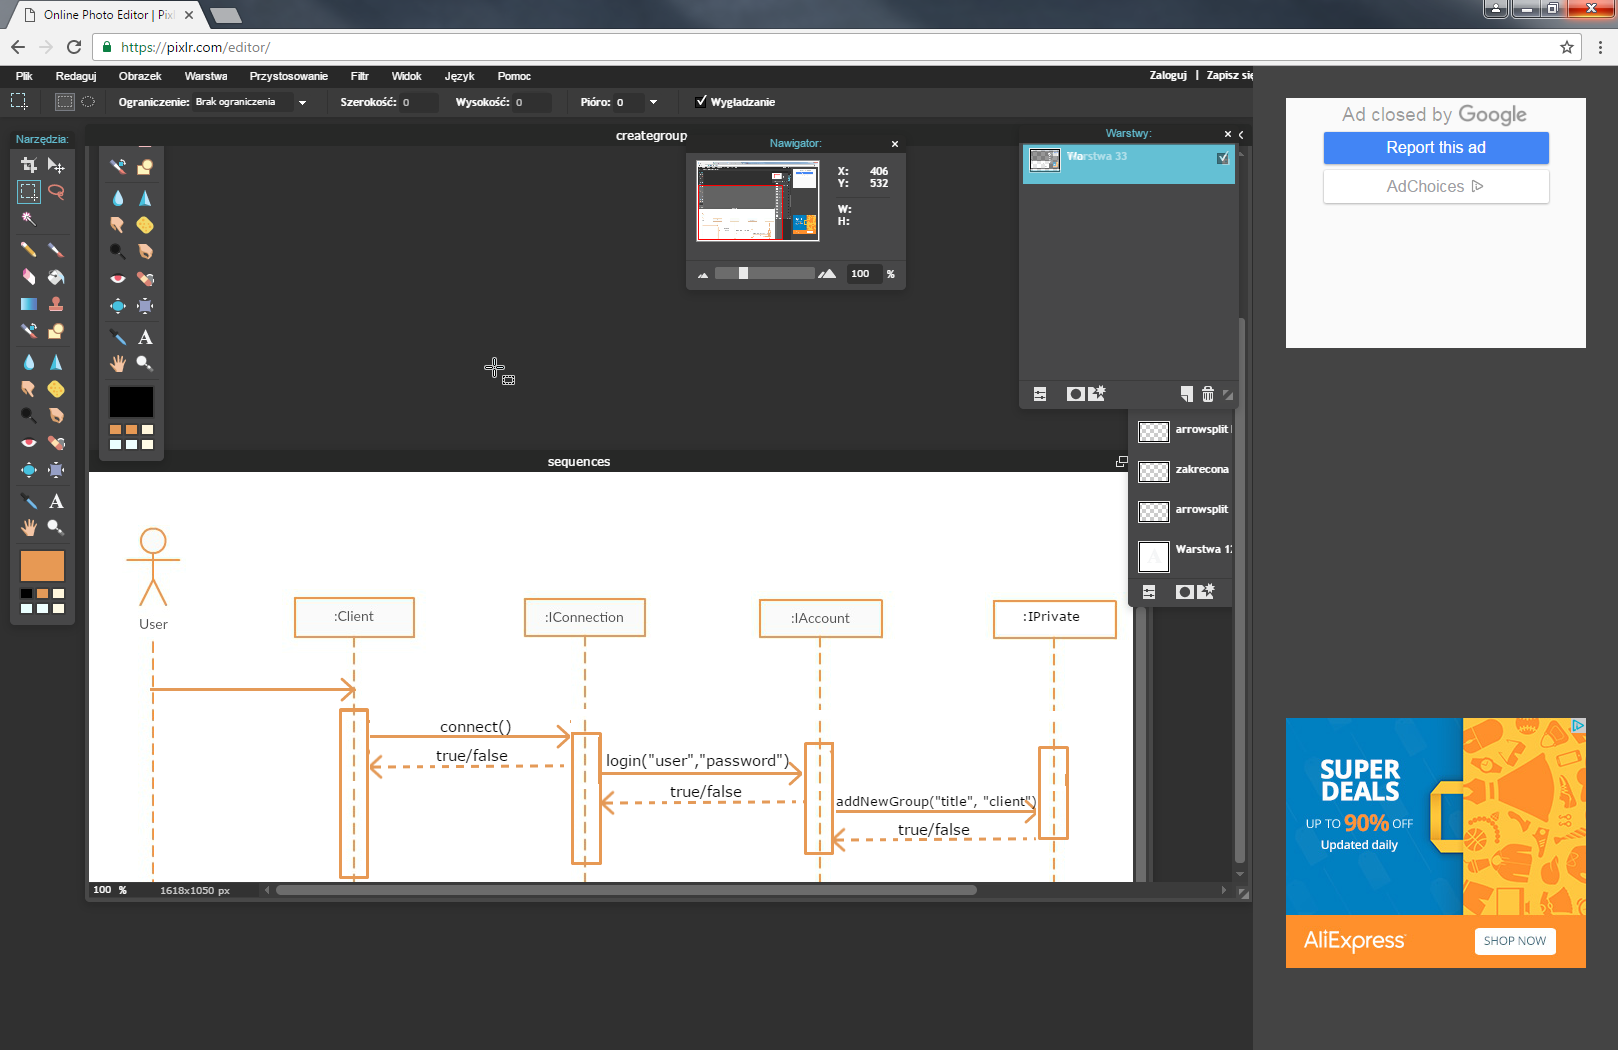 Online Photo Editor | Pix
https://pixlr.com/editor/
Plik Redaguj Obrazek Warstwa Przystosowanie Filtr Widok Język Pomoc
Zaloguj | Zapisz się
Ograniczenie: Brak ograniczenia Szerokość: 0 Wysokość: 0 Pióro: 0 Wygładzanie
Narzędzia:
creategroup
Nawigator:
X: 406
Y: 532
W:
H:
100 %
Warstwy:
Warstwa 33
arrowsplit
zakrecona
arrowsplit
Warstwa 12
sequences
User
:Client
:IConnection
:IAccount
:IPrivate
connect()
true/false
login("user","password")
true/false
addNewGroup("title", "client")
true/false
100 %
1618x1050 px
Ad closed by Google
Report this ad
AdChoices
SUPER
DEALS
UP TO 90% OFF
Updated daily
AliExpress
SHOP NOW